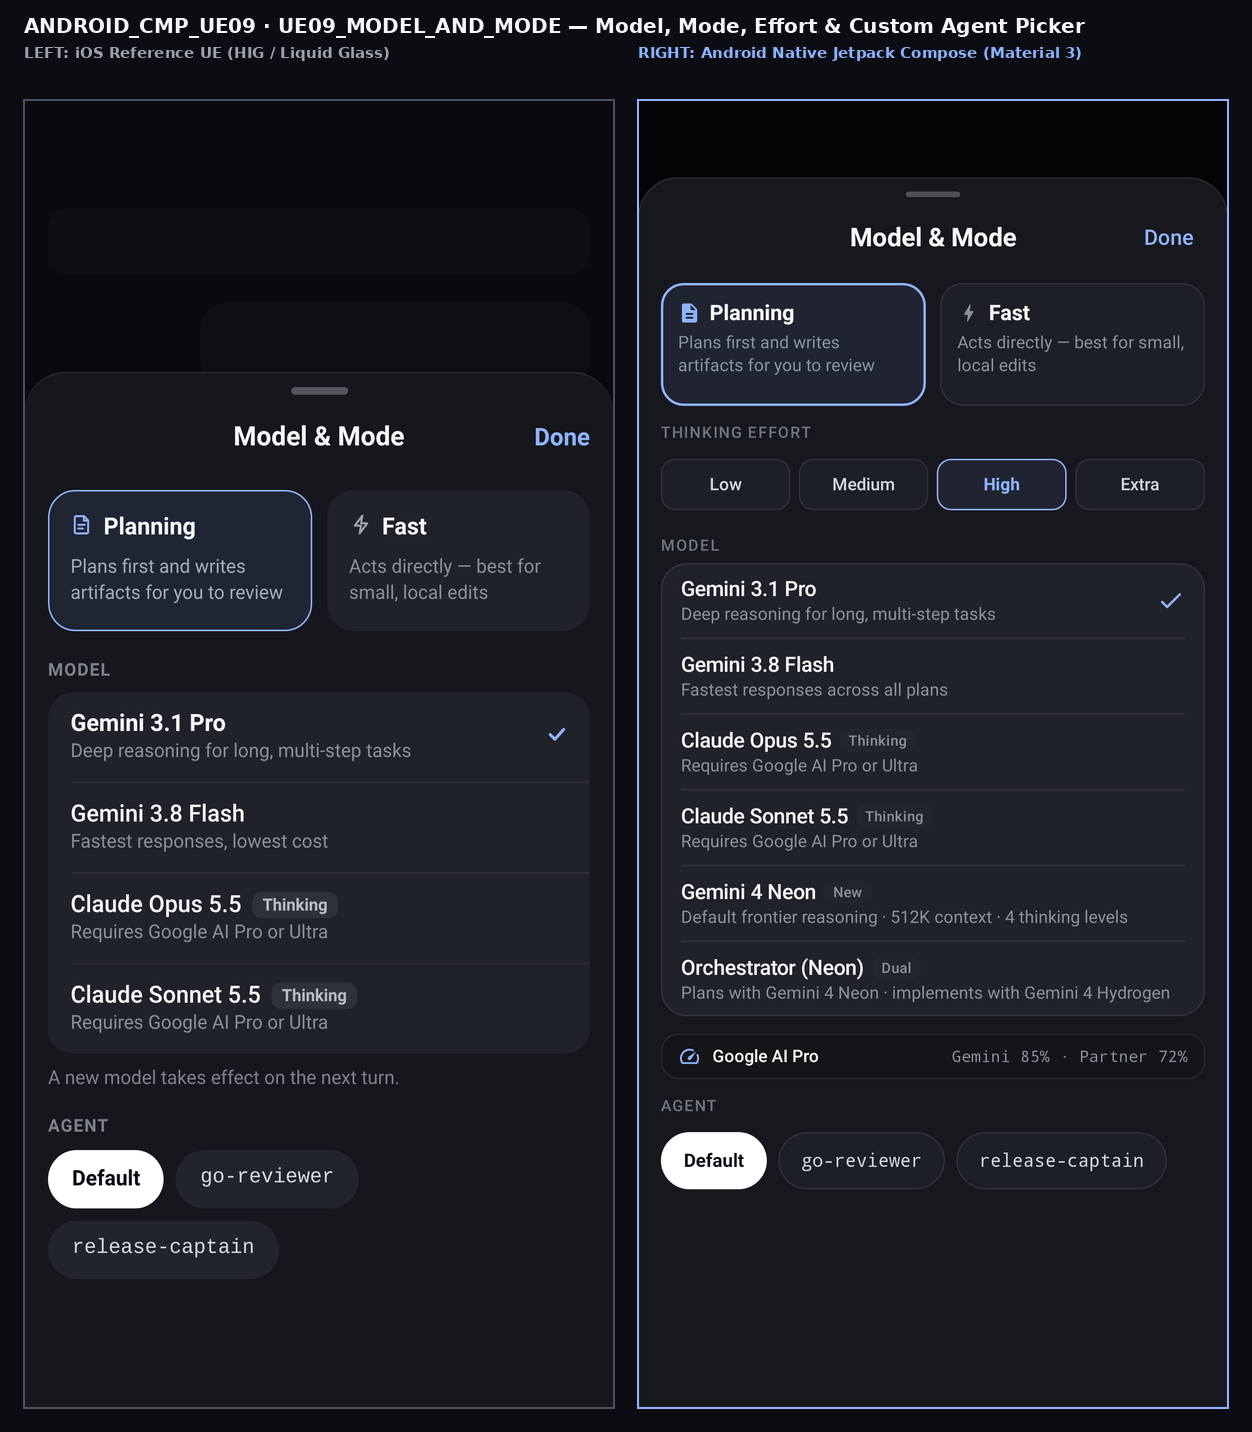 ANDROID_CMP_UE09 · UE09_MODEL_AND_MODE — Model, Mode, Effort & Custom Agent Picker
LEFT: iOS Reference UE (HIG / Liquid Glass)
Model & Mode
Done
Planning
Plans first and writes
artifacts for you to review
Fast
Acts directly — best for
small, local edits
MODEL
Gemini 3.1 Pro
Deep reasoning for long, multi-step tasks
Gemini 3.8 Flash
Fastest responses, lowest cost
Claude Opus 5.5 Thinking
Requires Google AI Pro or Ultra
Claude Sonnet 5.5 Thinking
Requires Google AI Pro or Ultra
A new model takes effect on the next turn.
AGENT
Default
go-reviewer
release-captain
RIGHT: Android Native Jetpack Compose (Material 3)
Model & Mode
Done
Planning
Plans first and writes
artifacts for you to review
Fast
Acts directly — best for small,
local edits
THINKING EFFORT
Low
Medium
High
Extra
MODEL
Gemini 3.1 Pro
Deep reasoning for long, multi-step tasks
Gemini 3.8 Flash
Fastest responses across all plans
Claude Opus 5.5 Thinking
Requires Google AI Pro or Ultra
Claude Sonnet 5.5 Thinking
Requires Google AI Pro or Ultra
Gemini 4 Neon New
Default frontier reasoning · 512K context · 4 thinking levels
Orchestrator (Neon) Dual
Plans with Gemini 4 Neon · implements with Gemini 4 Hydrogen
Google AI Pro
Gemini 85% · Partner 72%
AGENT
Default
go-reviewer
release-captain